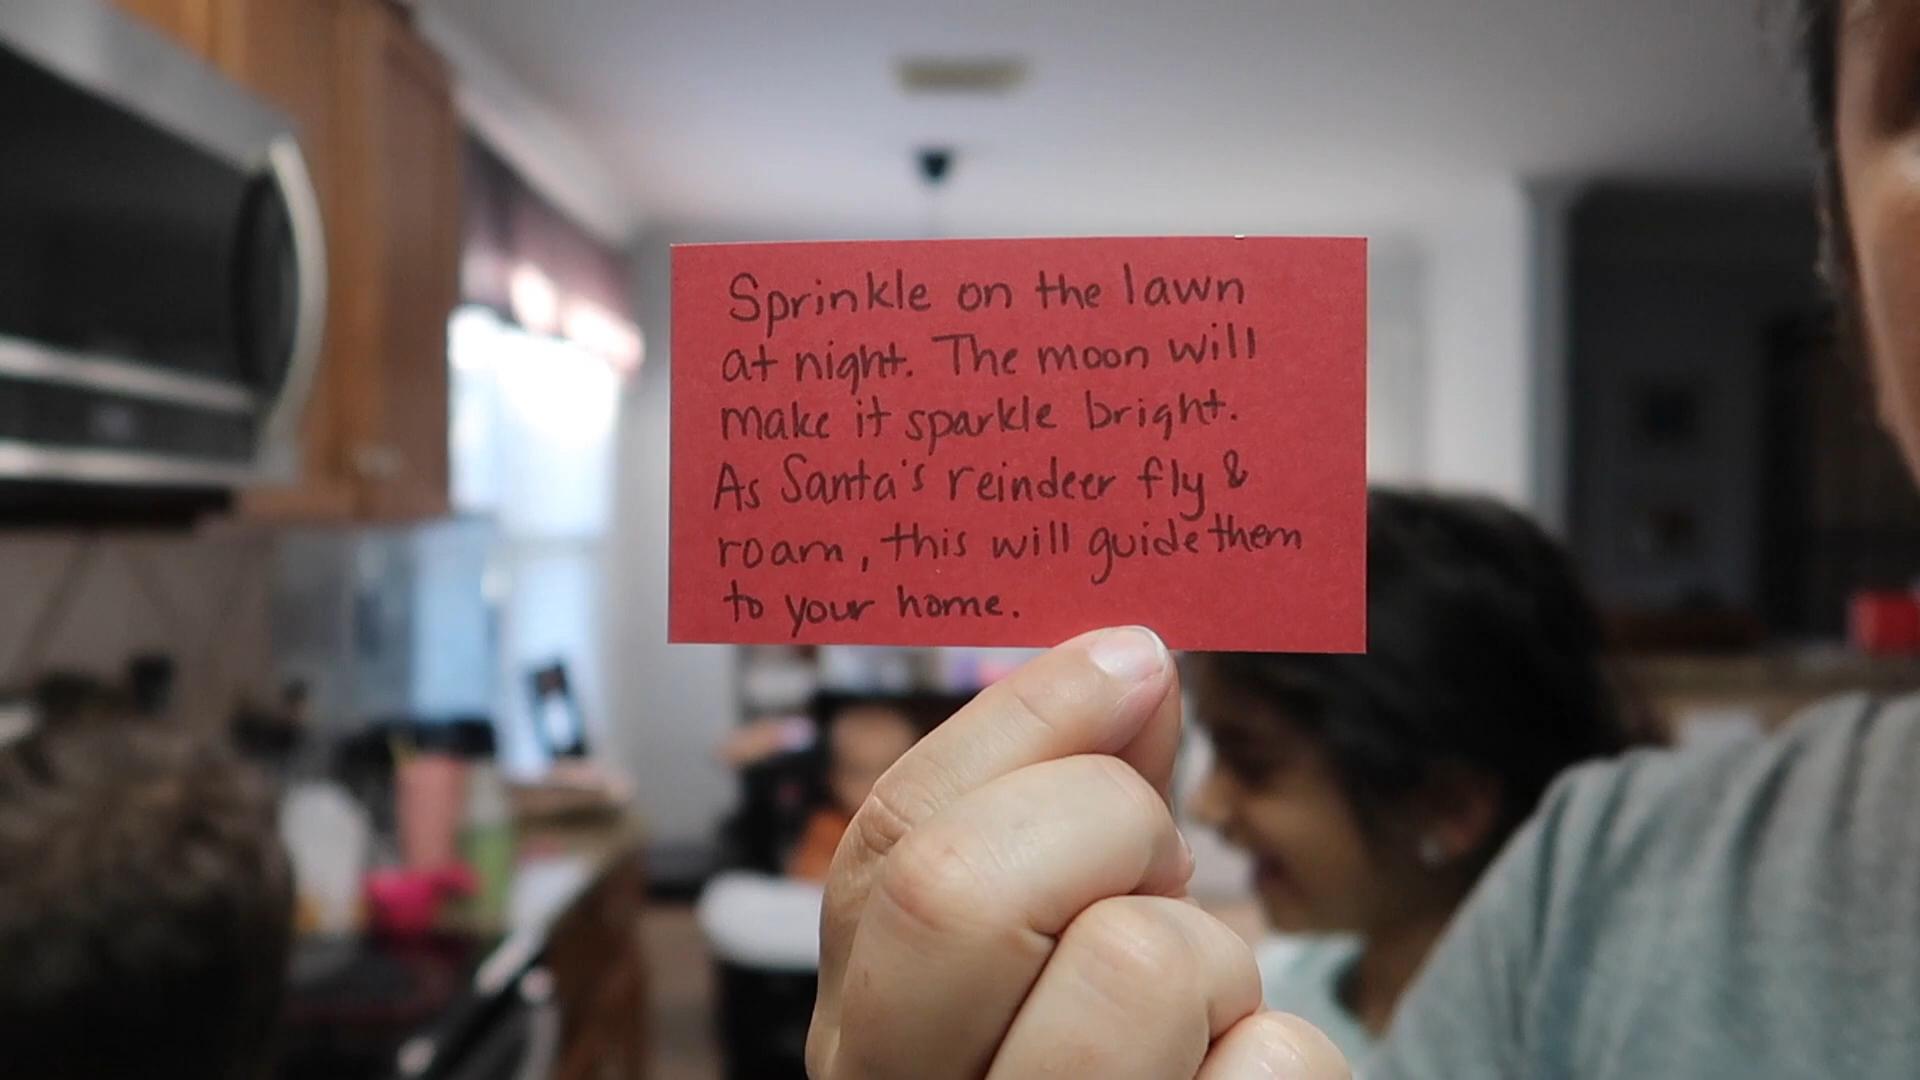 Sprinkle on the lawn
at night. The moon will
make it sparkle bright.
As Santa's reindeer fly &
roam, this will guide them
to your home.